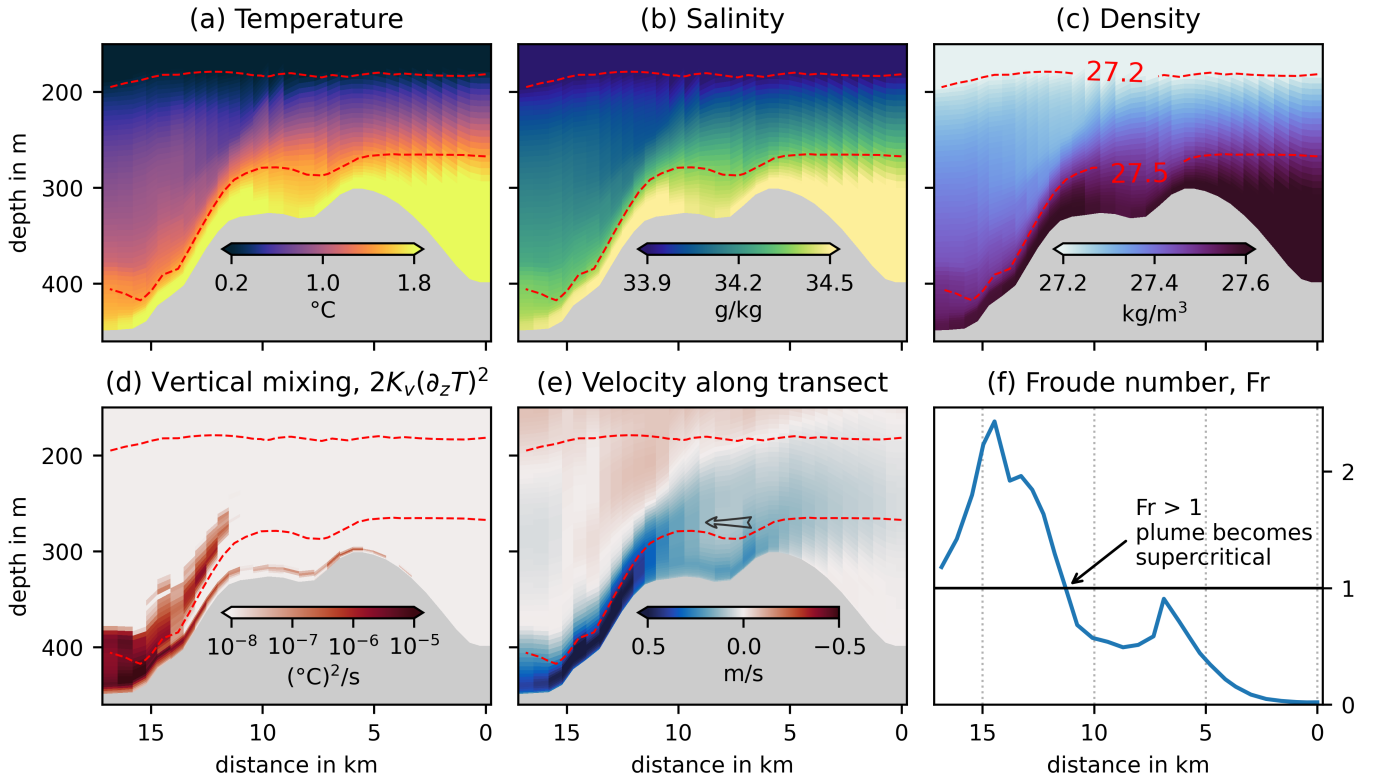 (a) Temperature
(b) Salinity
(c) Density
depth in m
200
300
400
0.2 1.0 1.8
°C
33.9 34.2 34.5
g/kg
27.2
27.5
27.2 27.4 27.6
kg/m³
(d) Vertical mixing, 2Kᵥ(∂_zT)²
(e) Velocity along transect
(f) Froude number, Fr
depth in m
200
300
400
10⁻⁸ 10⁻⁷ 10⁻⁶ 10⁻⁵
(°C)²/s
15 10 5 0
distance in km
0.5 0.0 −0.5
m/s
15 10 5 0
distance in km
Fr > 1
plume becomes
supercritical
2
1
0
15 10 5 0
distance in km